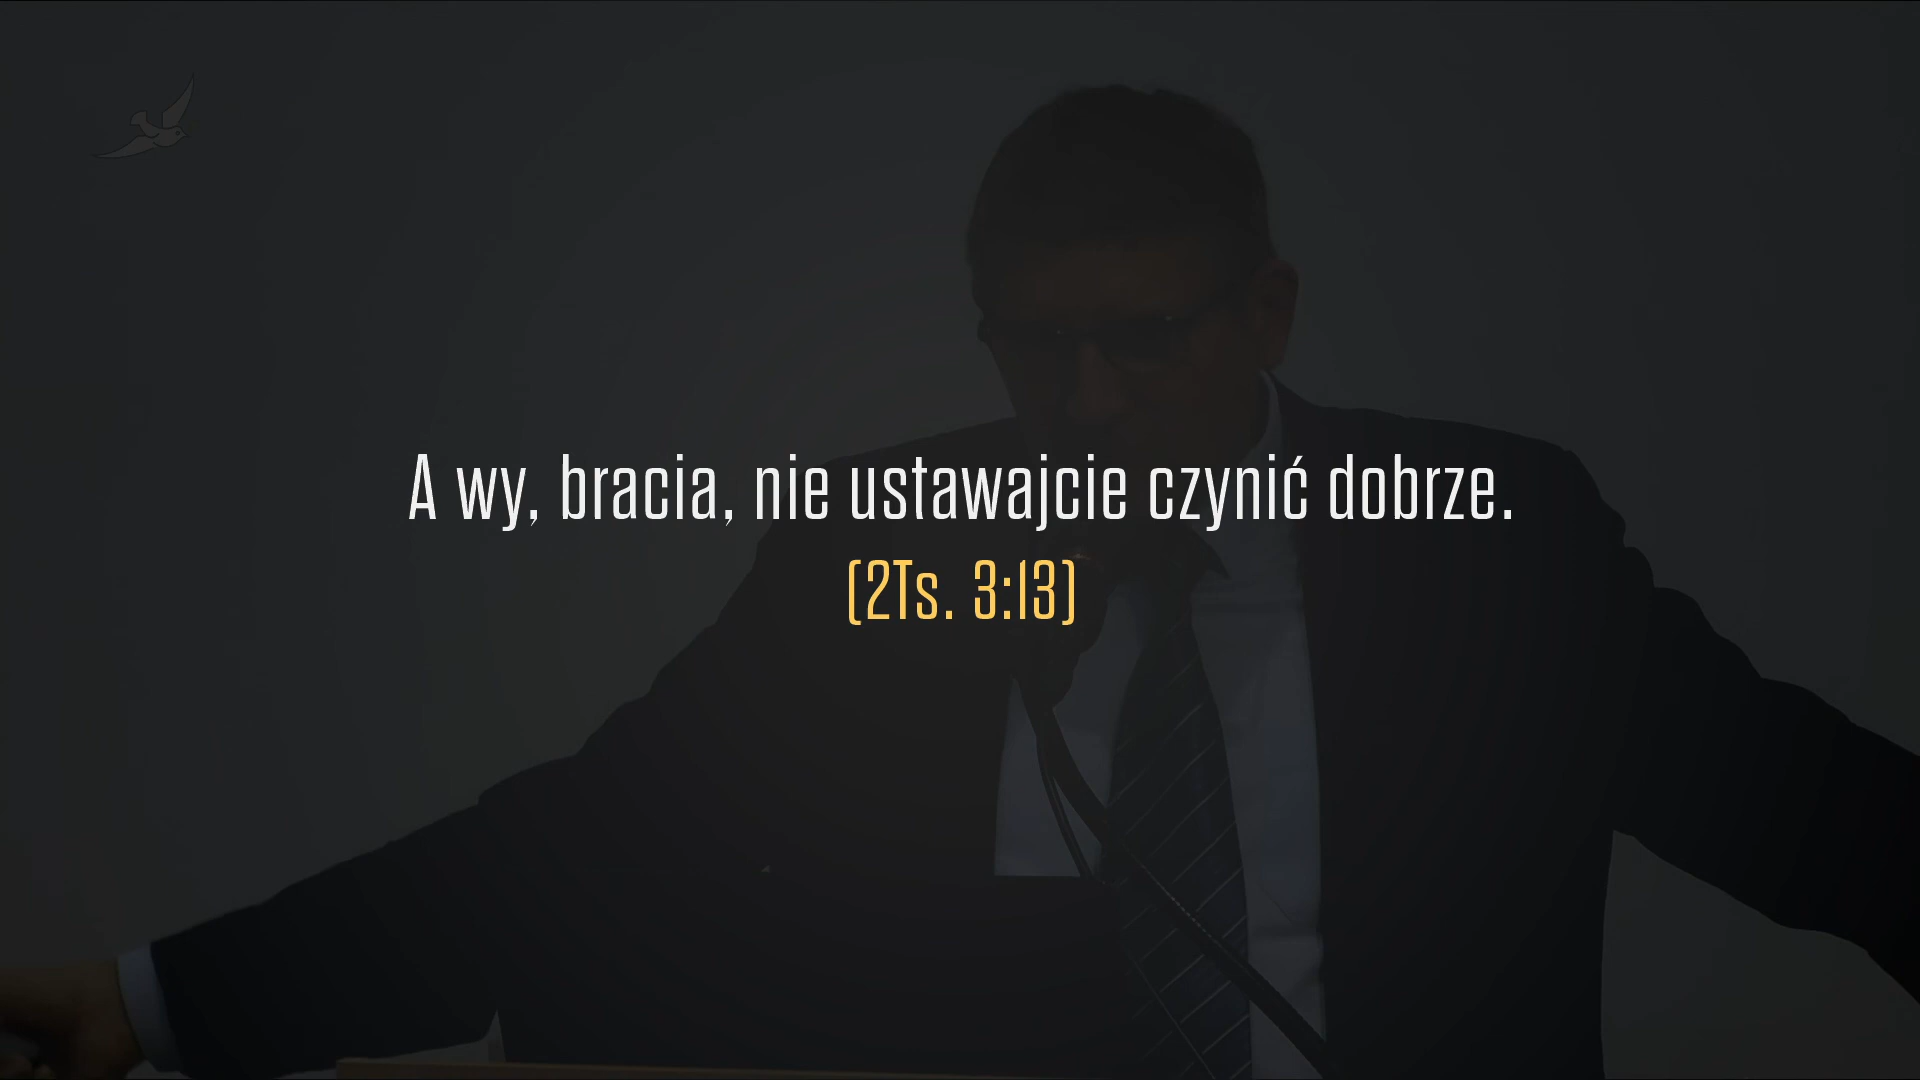 A wy, bracia, nie ustawajcie czynić dobrze.
(2Ts. 3:13)